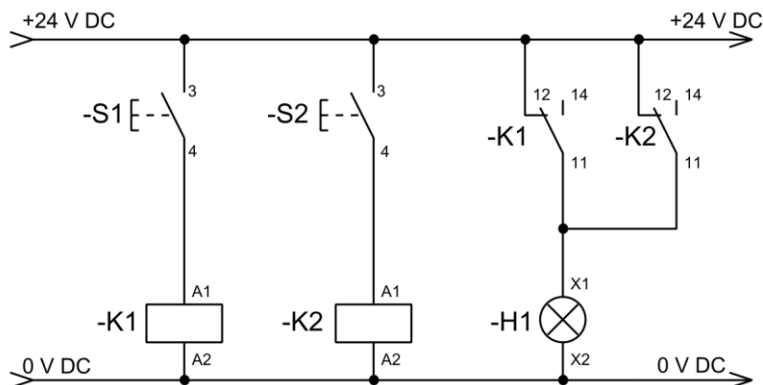 +24 V DC
+24 V DC
3
3
12
14
12
14
-S1
-S2
-K1
-K2
4
4
11
11
A1
A1
X1
-K1
-K2
-H1
A2
A2
X2
0 V DC
0 V DC